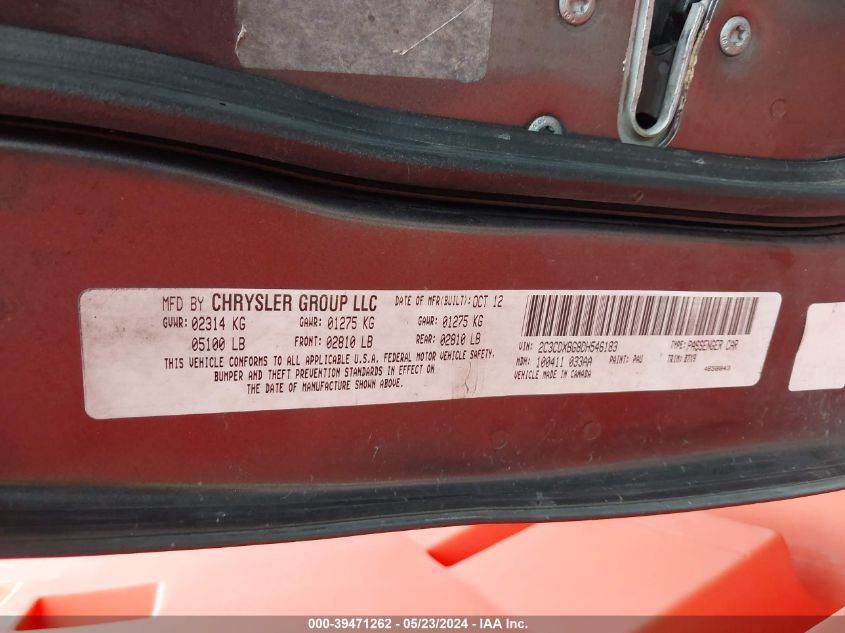 MFD BY CHRYSLER GROUP LLC DATE OF MFR(BUILT): OCT 12
GVWR: 02314 KG GAWR: 01275 KG GAWR: 01275 KG
05100 LB FRONT: 02810 LB REAR: 02810 LB
THIS VEHICLE CONFORMS TO ALL APPLICABLE U.S.A. FEDERAL MOTOR VEHICLE SAFETY,
BUMPER AND THEFT PREVENTION STANDARDS IN EFFECT ON
THE DATE OF MANUFACTURE SHOWN ABOVE.
VIN: 2C3CDXBG8DH546183 TYPE: PASSENGER CAR
MDH: 100411 033AA PAINT: PAU TRIM:
VEHICLE MADE IN CANADA
000-39471262 - 05/23/2024 - IAA Inc.